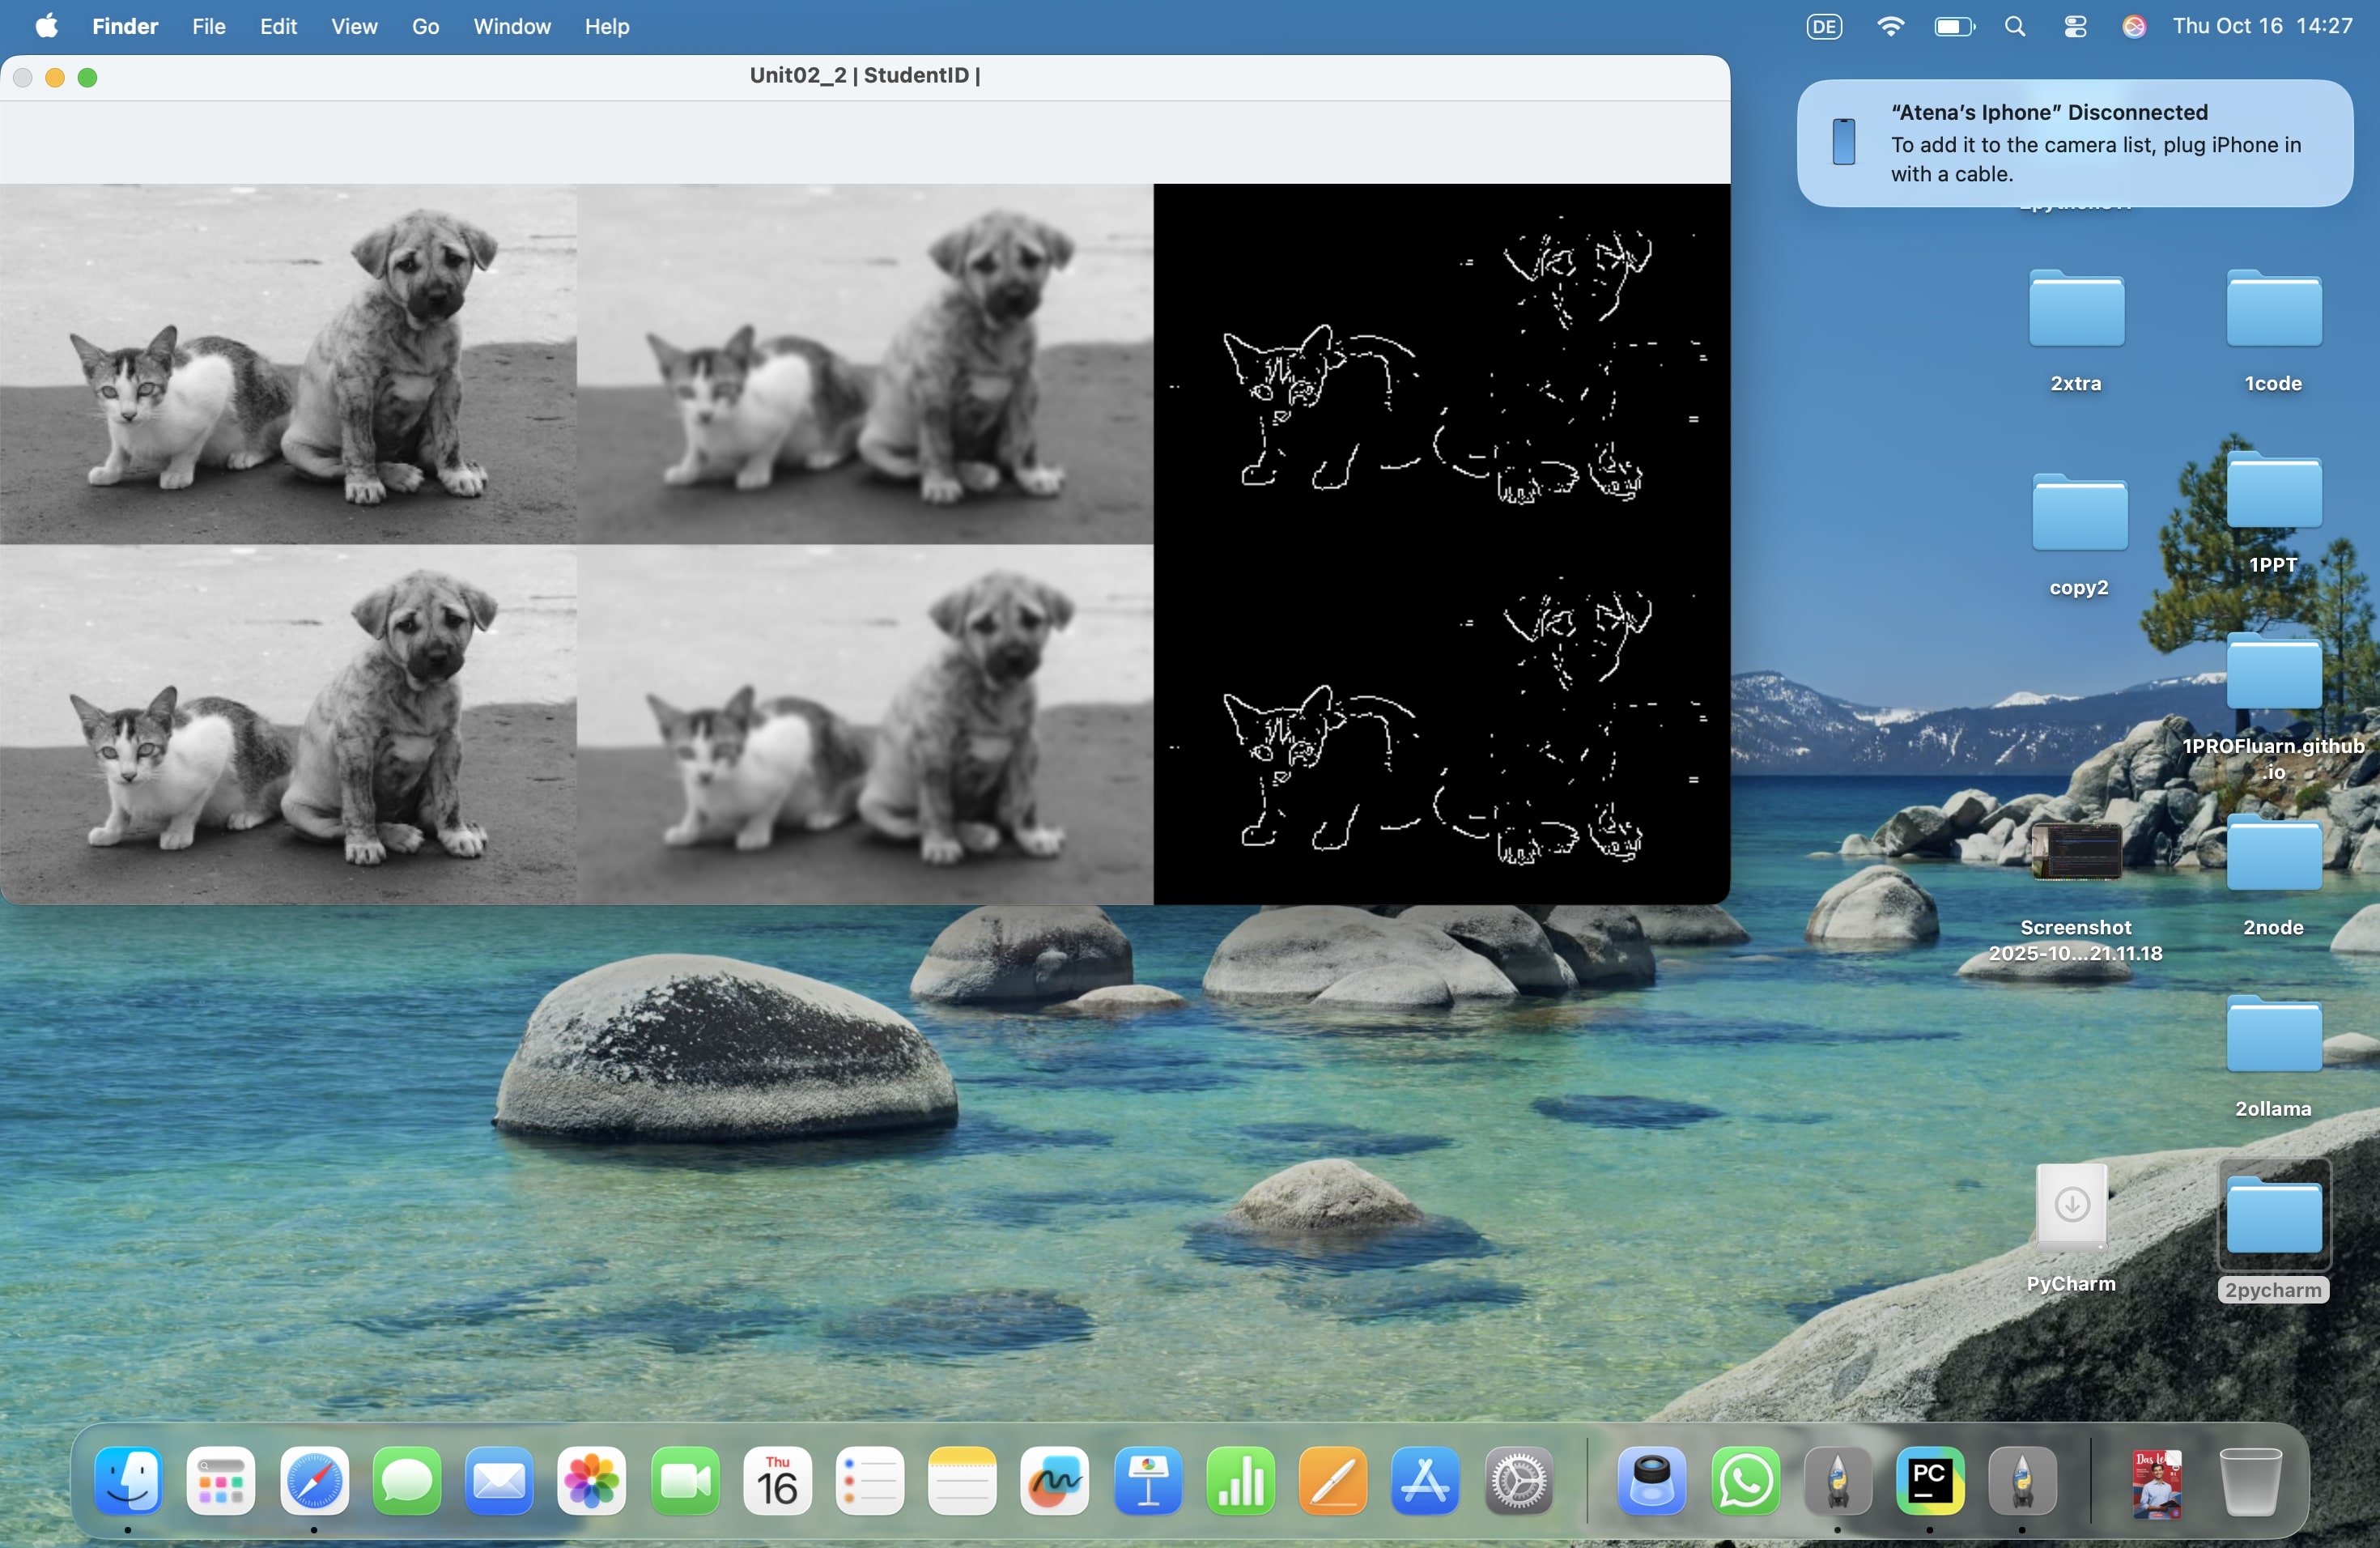 Finder File Edit View Go Window Help
DE
Thu Oct 16 14:27
Unit02_2 | StudentID |
“Atena’s Iphone” Disconnected
To add it to the camera list, plug iPhone in
with a cable.
2xtra
1code
copy2
1PPT
1PROFluarn.github
.io
Screenshot
2025-10...21.11.18
2node
2ollama
PyCharm
2pycharm
Thu
16
PC